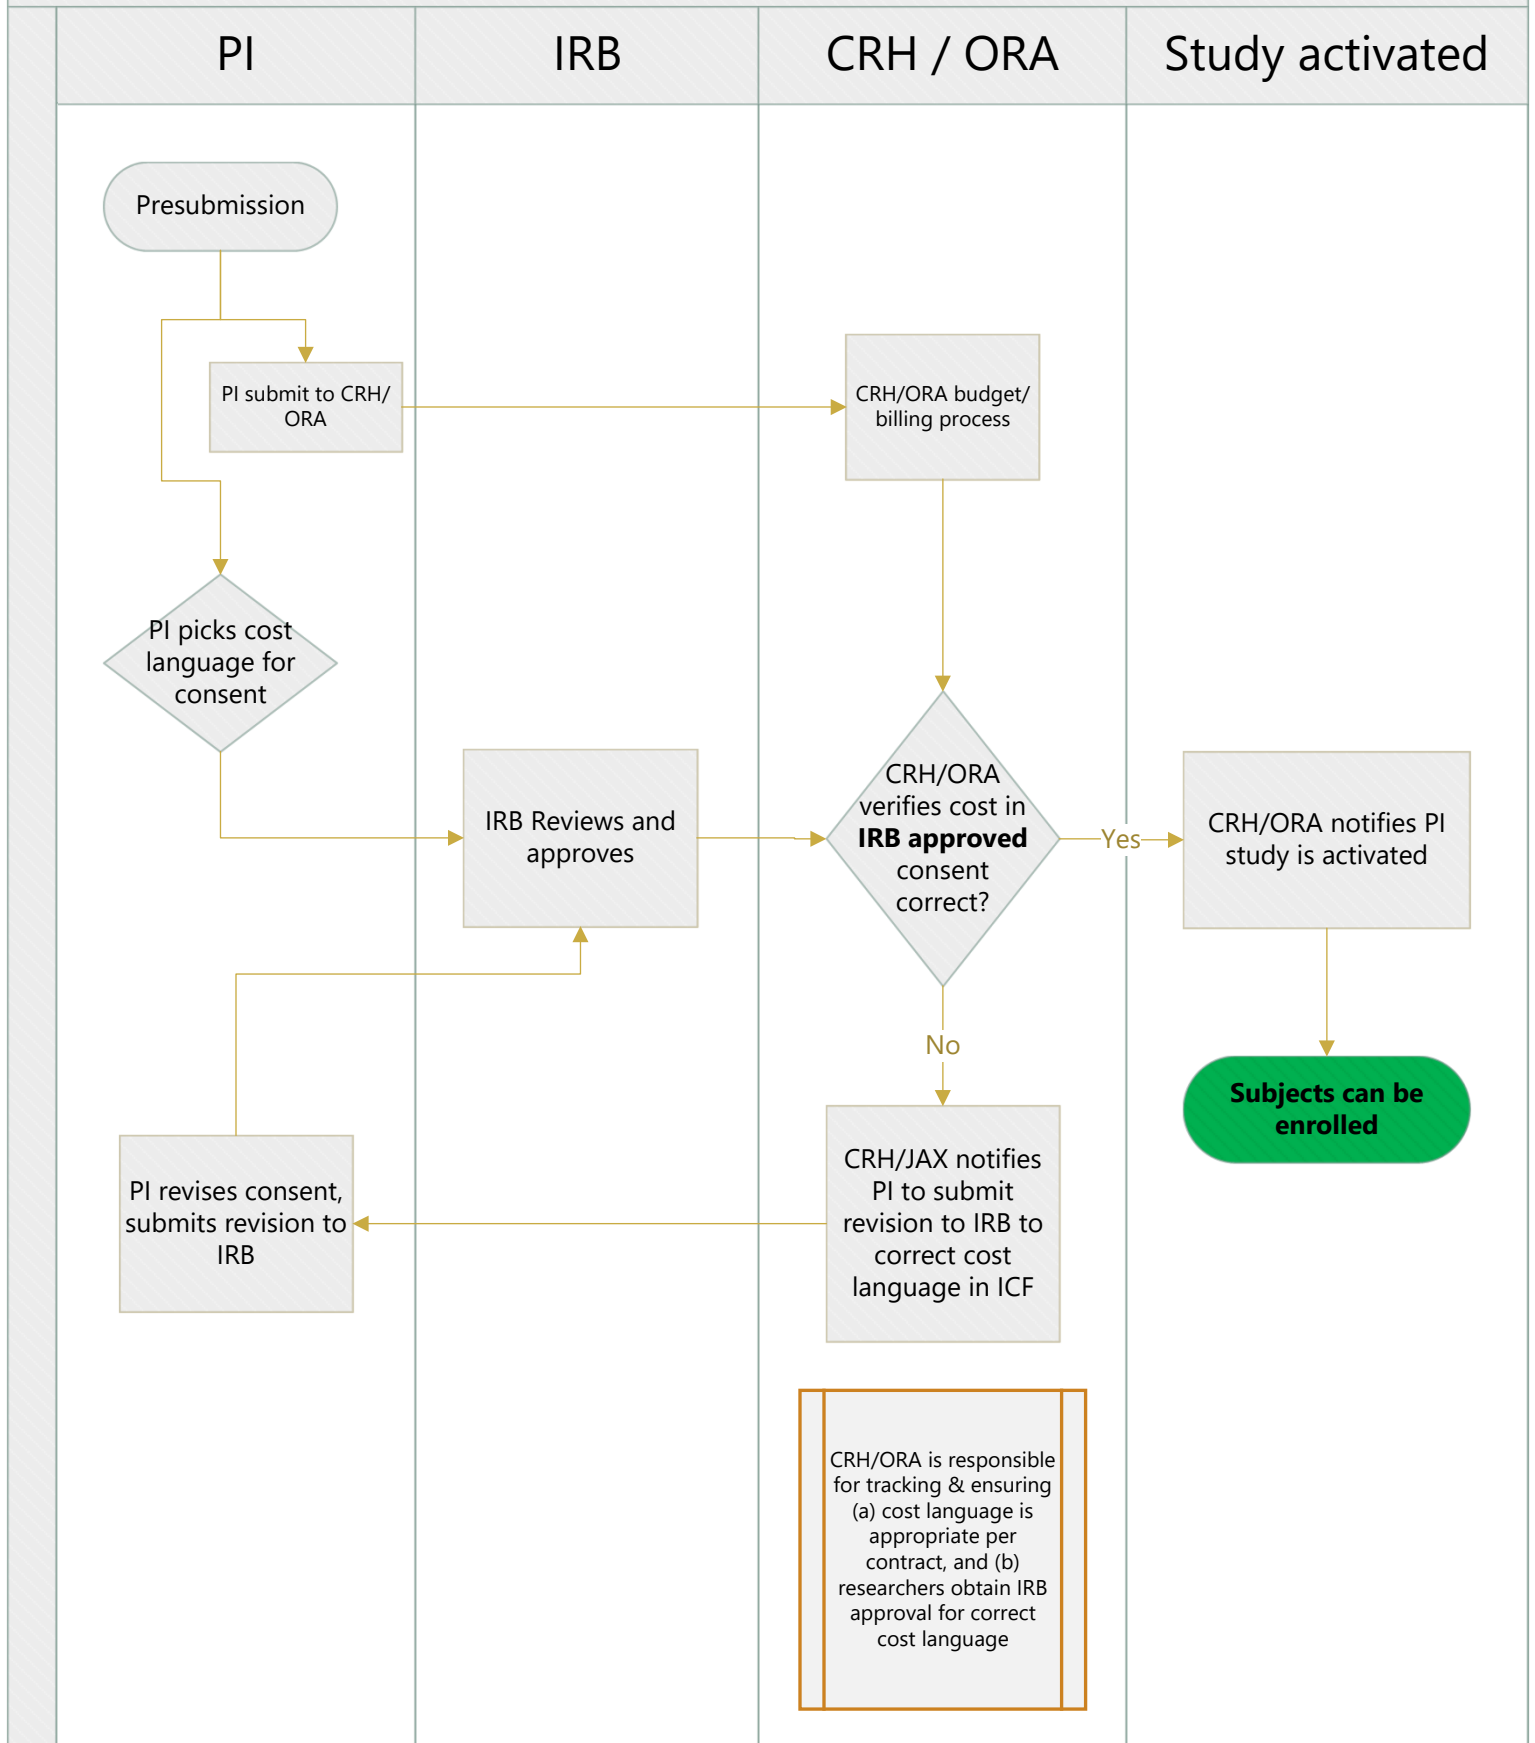 PI
IRB
CRH / ORA
Study activated
Presubmission
PI submit to CRH/
ORA
CRH/ORA budget/
billing process
PI picks cost
language for
consent
IRB Reviews and
approves
CRH/ORA
verifies cost in
IRB approved
consent
correct?
Yes
CRH/ORA notifies PI
study is activated
No
Subjects can be
enrolled
CRH/JAX notifies
PI to submit
revision to IRB to
correct cost
language in ICF
PI revises consent,
submits revision to
IRB
CRH/ORA is responsible
for tracking & ensuring
(a) cost language is
appropriate per
contract, and (b)
researchers obtain IRB
approval for correct
cost language